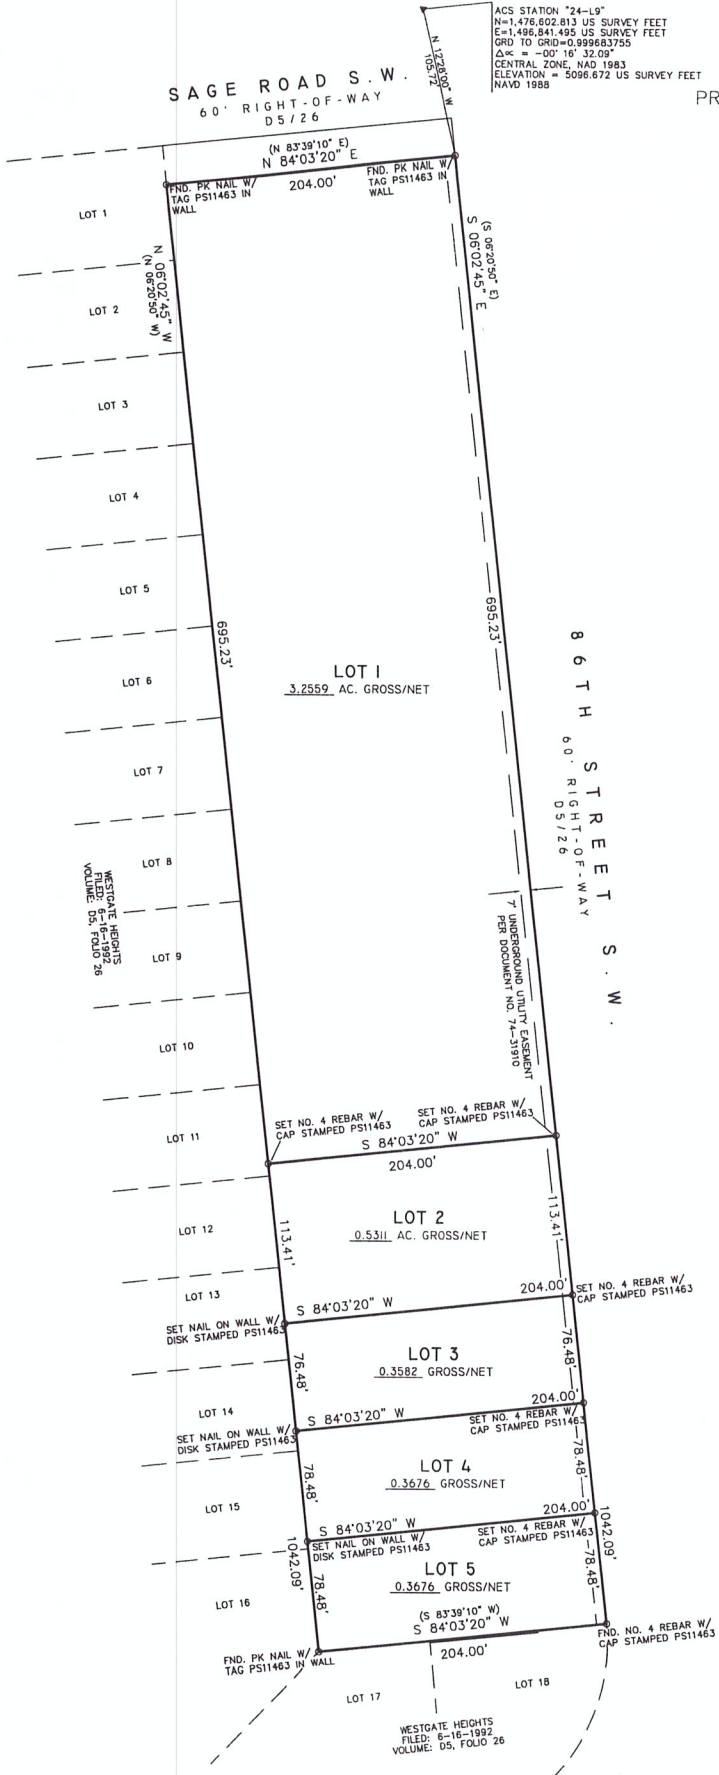 ACS STATION "24-L9"
N=1,476,602.813 US SURVEY FEET
E=1,496,841.495 US SURVEY FEET
GRD TO GRID=0.999683755
Δ∝ = -00° 16' 32.09"
CENTRAL ZONE, NAD 1983
ELEVATION = 5096.672 US SURVEY FEET
NAVD 1988
PR
N 12°28'00" W
105.72'
SAGE ROAD S.W.
60' RIGHT-OF-WAY
D5/26
(N 83°39'10" E)
N 84°03'20" E
204.00'
FND. PK NAIL W/
TAG PS11463 IN
WALL
FND. PK NAIL W/
TAG PS11463 IN
WALL
LOT 1
N 06°02'45" W
(N 06°20'50" W)
(S 06°20'50" E)
S 06°02'45" E
LOT 2
LOT 3
LOT 4
LOT 5
LOT 6
LOT 7
LOT 8
LOT 9
LOT 10
LOT 11
LOT 12
LOT 13
LOT 14
LOT 15
LOT 16
695.23'
695.23'
LOT 1
3.2559 AC. GROSS/NET
86TH STREET S.W.
60' RIGHT-OF-WAY
D5/26
WESTGATE HEIGHTS
FILED: 6-16-1992
VOLUME: D5, FOLIO 26
7' UNDERGROUND UTILITY EASEMENT
PER DOCUMENT NO. 74-31910
SET NO. 4 REBAR W/
CAP STAMPED PS11463
SET NO. 4 REBAR W/
CAP STAMPED PS11463
S 84°03'20" W
204.00'
LOT 2
0.5311 AC. GROSS/NET
113.41'
113.41'
S 84°03'20" W
204.00'
SET NO. 4 REBAR W/
CAP STAMPED PS11463
SET NAIL ON WALL W/
DISK STAMPED PS11463
LOT 3
0.3582 GROSS/NET
76.48'
76.48'
S 84°03'20" W
204.00'
SET NO. 4 REBAR W/
CAP STAMPED PS11463
SET NAIL ON WALL W/
DISK STAMPED PS11463
LOT 4
0.3676 GROSS/NET
78.48'
78.48'
S 84°03'20" W
204.00'
SET NAIL ON WALL W/
DISK STAMPED PS11463
SET NO. 4 REBAR W/
CAP STAMPED PS11463
1042.09'
1042.09'
LOT 5
0.3676 GROSS/NET
78.48'
78.48'
(S 83°39'10" W)
S 84°03'20" W
204.00'
FND. PK NAIL W/
TAG PS11463 IN WALL
FND. NO. 4 REBAR W/
CAP STAMPED PS11463
LOT 17
LOT 18
WESTGATE HEIGHTS
FILED: 6-16-1992
VOLUME: D5, FOLIO 26